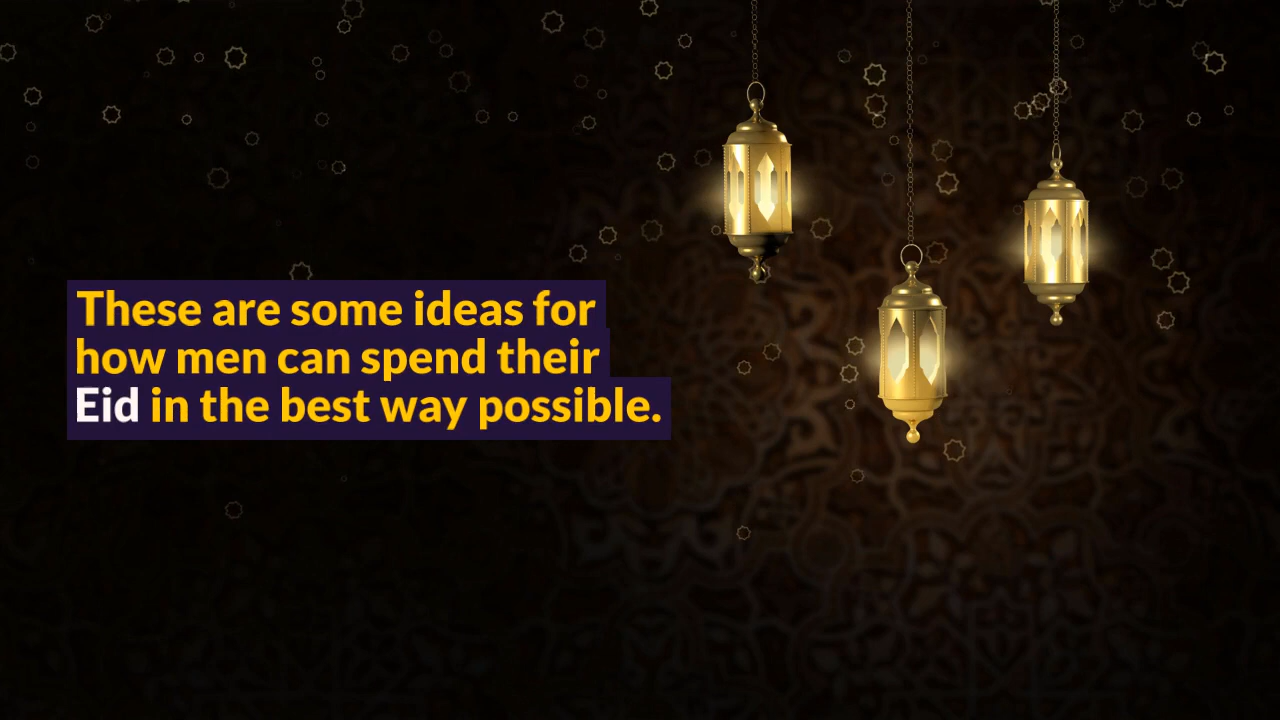 These are some ideas for
how men can spend their
Eid in the best way possible.